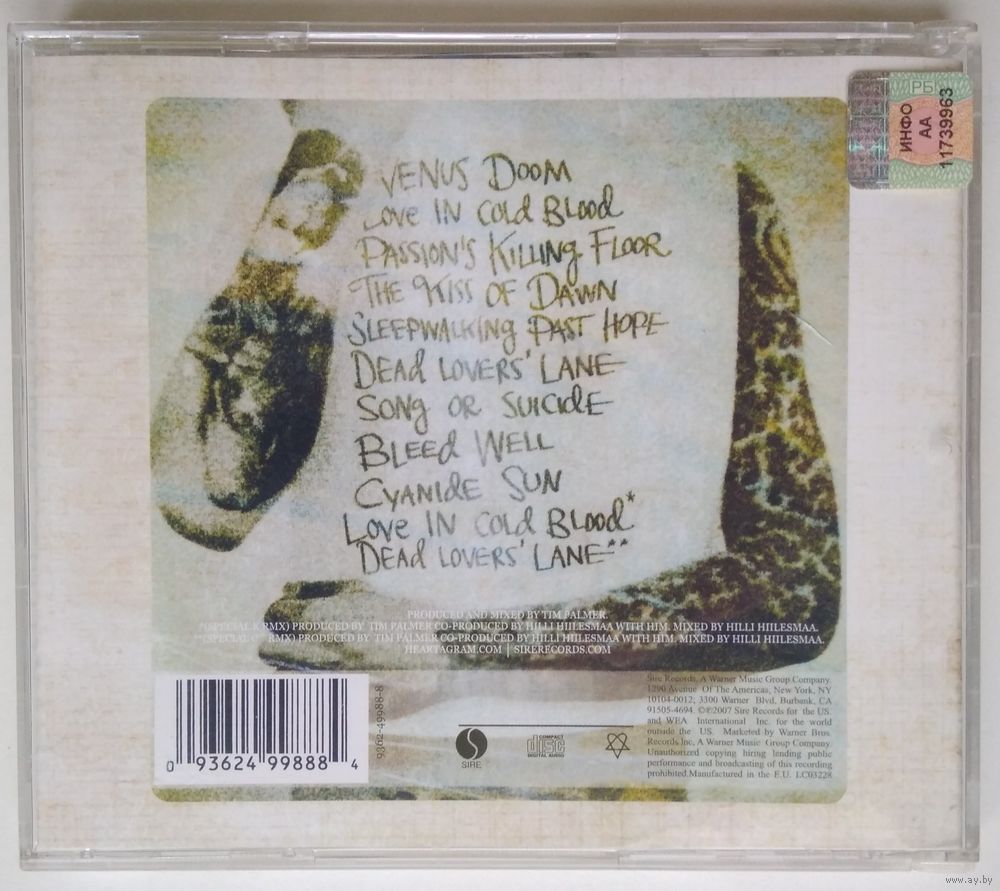 РБ
ИНФО
АА
11739963
VENUS DOOM
LOVE IN COLD BLOOD
PASSION'S KILLING FLOOR
THE KISS OF DAWN
SLEEPWALKING PAST HOPE
DEAD LOVERS' LANE
SONG OR SUICIDE
BLEED WELL
CYANIDE SUN
LOVE IN COLD BLOOD*
DEAD LOVERS' LANE**
PRODUCED AND MIXED BY TIM PALMER.
*(SPECIAL K RMX) PRODUCED BY TIM PALMER CO-PRODUCED BY HILLI HIILESMAA WITH HIM. MIXED BY HILLI HIILESMAA.
**(SPECIAL RMX) PRODUCED BY TIM PALMER CO-PRODUCED BY HILLI HIILESMAA WITH HIM. MIXED BY HILLI HIILESMAA.
HEARTAGRAM.COM | SIRERECORDS.COM
0 93624 99888 4
9362-49988-8
SIRE
COMPACT
disc
DIGITAL AUDIO
Sire Records, A Warner Music Group Company.
1290 Avenue Of The Americas, New York, NY
10104-0012; 3300 Warner Blvd, Burbank, CA
91505-4694. ©℗2007 Sire Records for the US.
and WEA International Inc. for the world
outside the US. Marketed by Warner Bros.
Records Inc, A Warner Music Group Company.
Unauthorized copying hiring lending public
performance and broadcasting of this recording
prohibited.Manufactured in the E.U. LC03228
www.ay.by